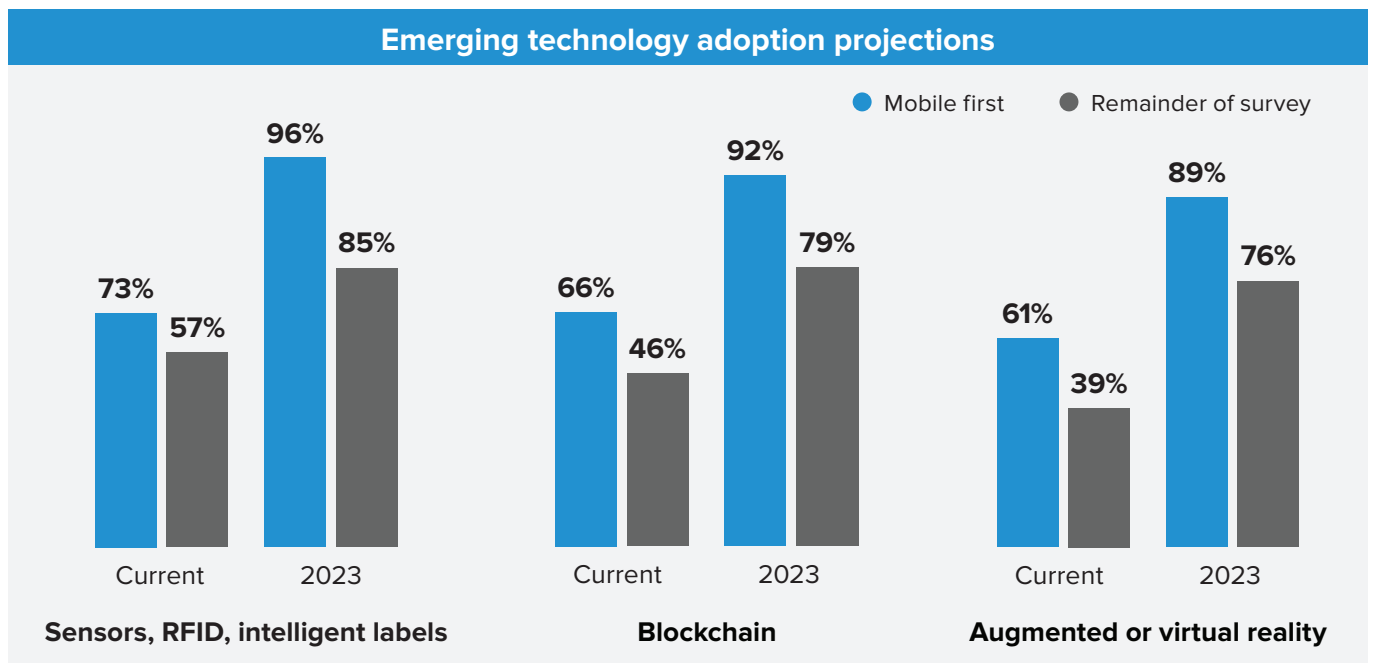 Emerging technology adoption projections
Mobile first
Remainder of survey
73%
57%
96%
85%
Current
2023
Sensors, RFID, intelligent labels
66%
46%
92%
79%
Current
2023
Blockchain
61%
39%
89%
76%
Current
2023
Augmented or virtual reality